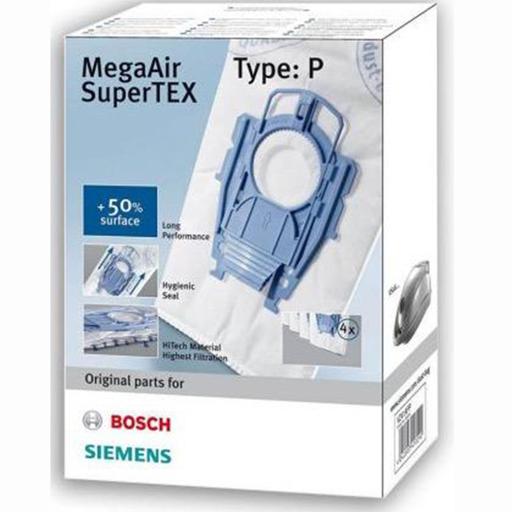 MegaAir
SuperTEX
Type: P
+ 50%
surface
Long
Performance
Hygienic
Seal
HiTech Material
Highest Filtration
4x
Original parts for
BOSCH
SIEMENS